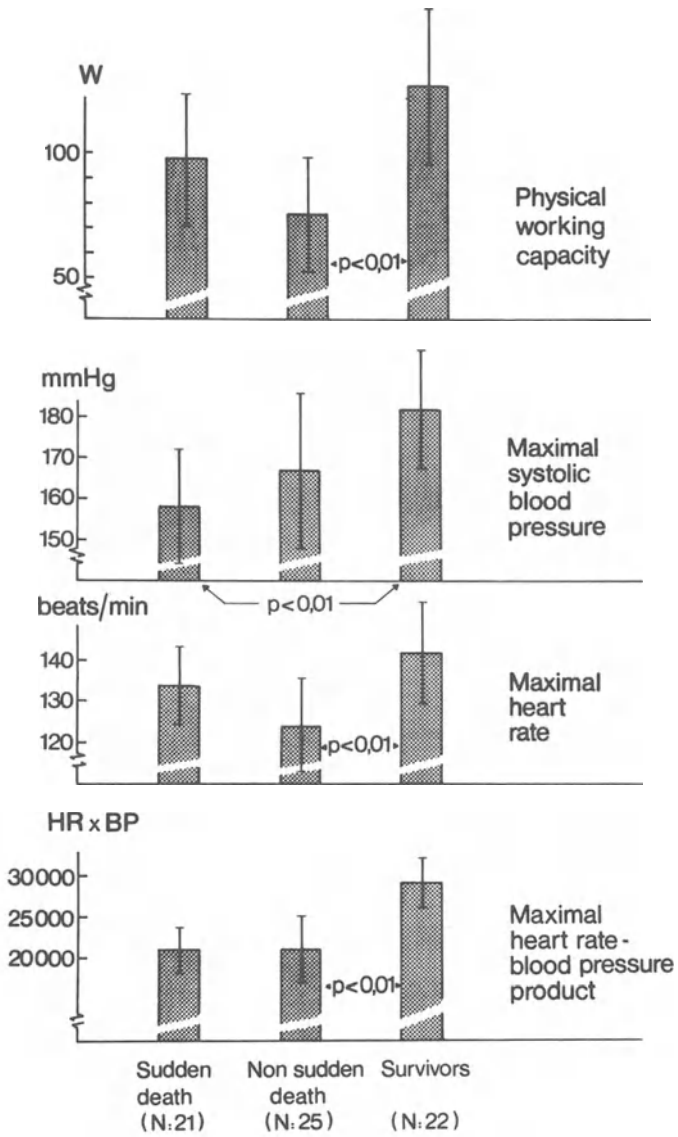 W
100
50
p<0,01
Physical
working
capacity
mmHg
180
170
160
150
Maximal
systolic
blood
pressure
p<0,01
beats/min
140
130
120
p<0,01
Maximal
heart
rate
HR x BP
30000
25000
20000
p<0,01
Maximal
heart rate -
blood pressure
product
Sudden
death
(N:21)
Non sudden
death
(N:25)
Survivors
(N:22)